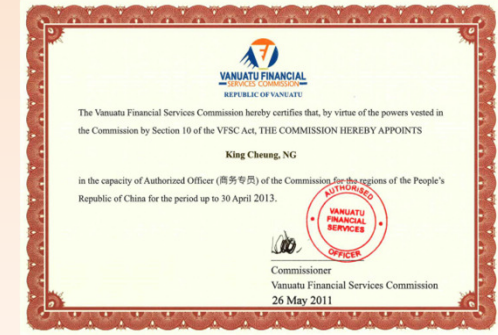 VANUATU FINANCIAL
SERVICES COMMISSION
REPUBLIC OF VANUATU
The Vanuatu Financial Services Commission hereby certifies that, by virtue of the powers vested in
the Commission by Section 10 of the VFSC Act, THE COMMISSION HEREBY APPOINTS
King Cheung, NG
in the capacity of Authorized Officer (商务专员) of the Commission for the regions of the People's
Republic of China for the period up to 30 April 2013.
AUTHORISED
VANUATU
FINANCIAL
SERVICES
OFFICER
Commissioner
Vanuatu Financial Services Commission
26 May 2011